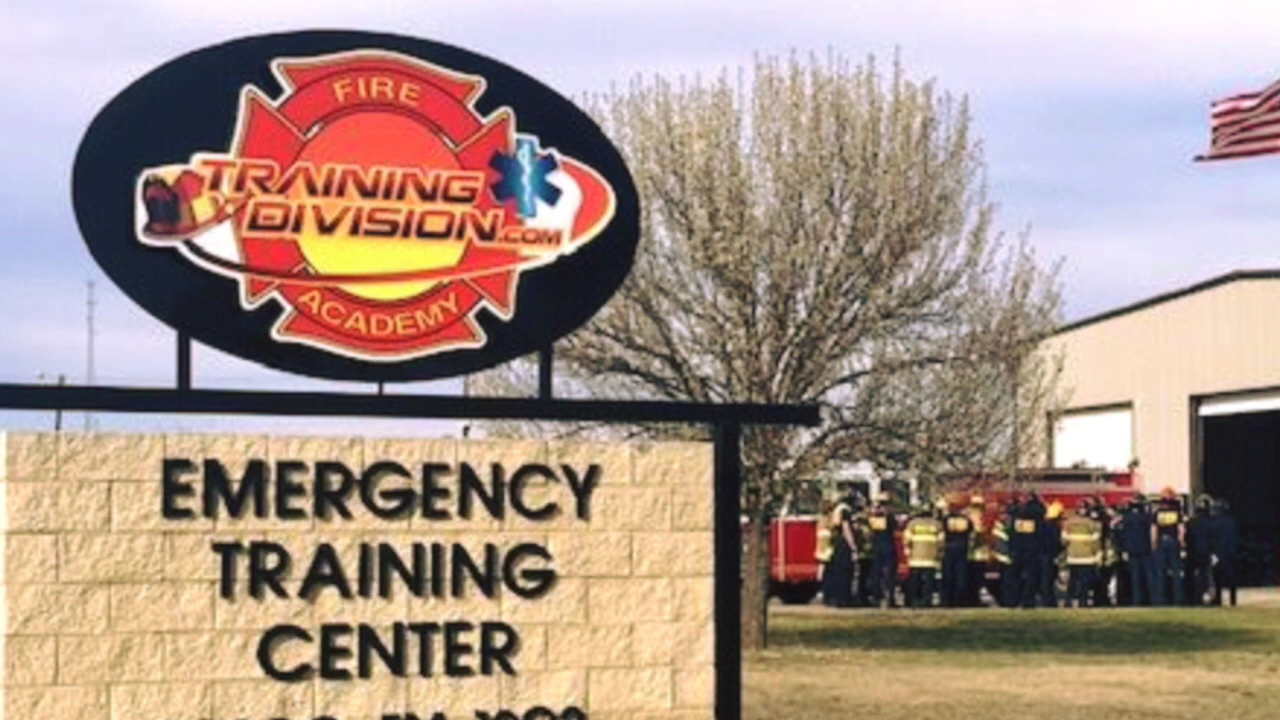 FIRE
TRAINING
DIVISION.COM
ACADEMY
EMERGENCY
TRAINING
CENTER